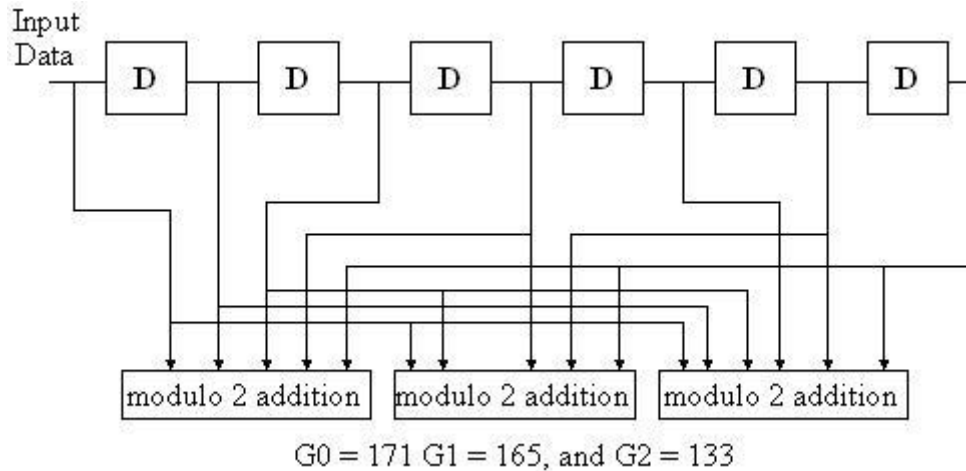 Input
Data
D D D D D D
modulo 2 addition modulo 2 addition modulo 2 addition
G0 = 171 G1 = 165, and G2 = 133